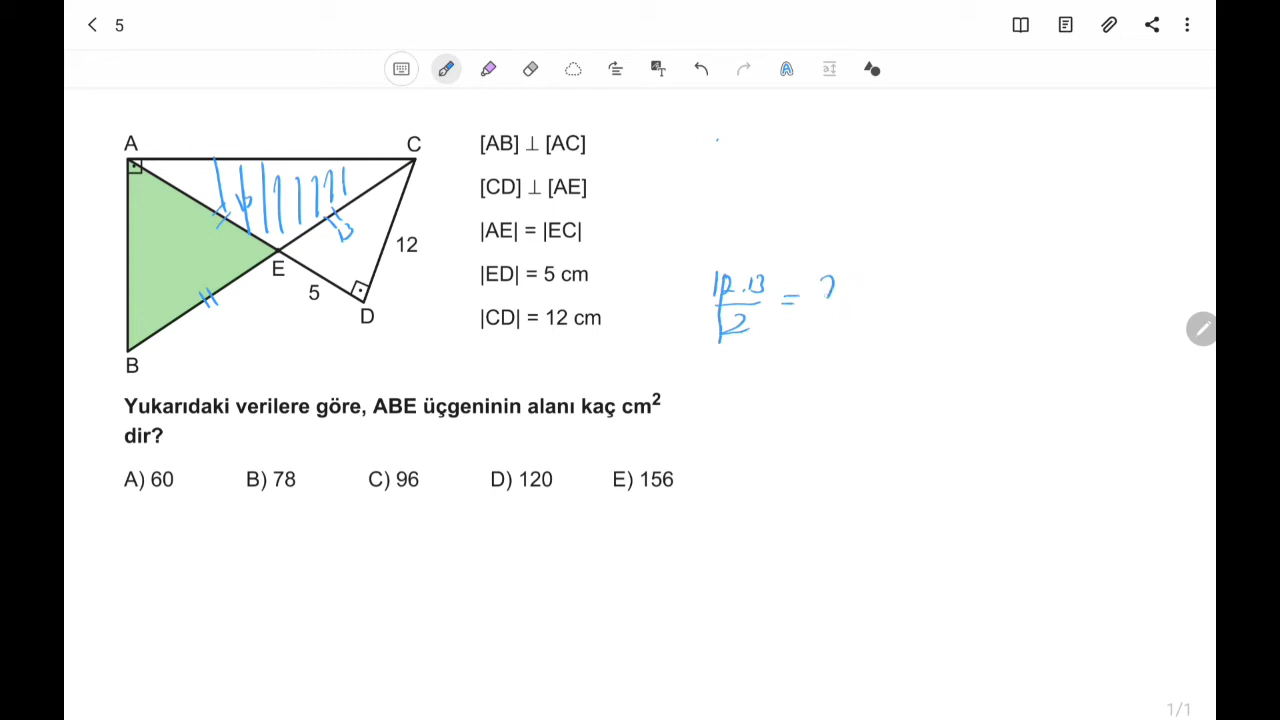 5
A
C
[AB] ⊥ [AC]
[CD] ⊥ [AE]
|AE| = |EC|
12
13
E
5
|ED| = 5 cm
D
|CD| = 12 cm
12.13
2
=
B
Yukarıdaki verilere göre, ABE üçgeninin alanı kaç cm²
dir?
A) 60 B) 78 C) 96 D) 120 E) 156
1/1